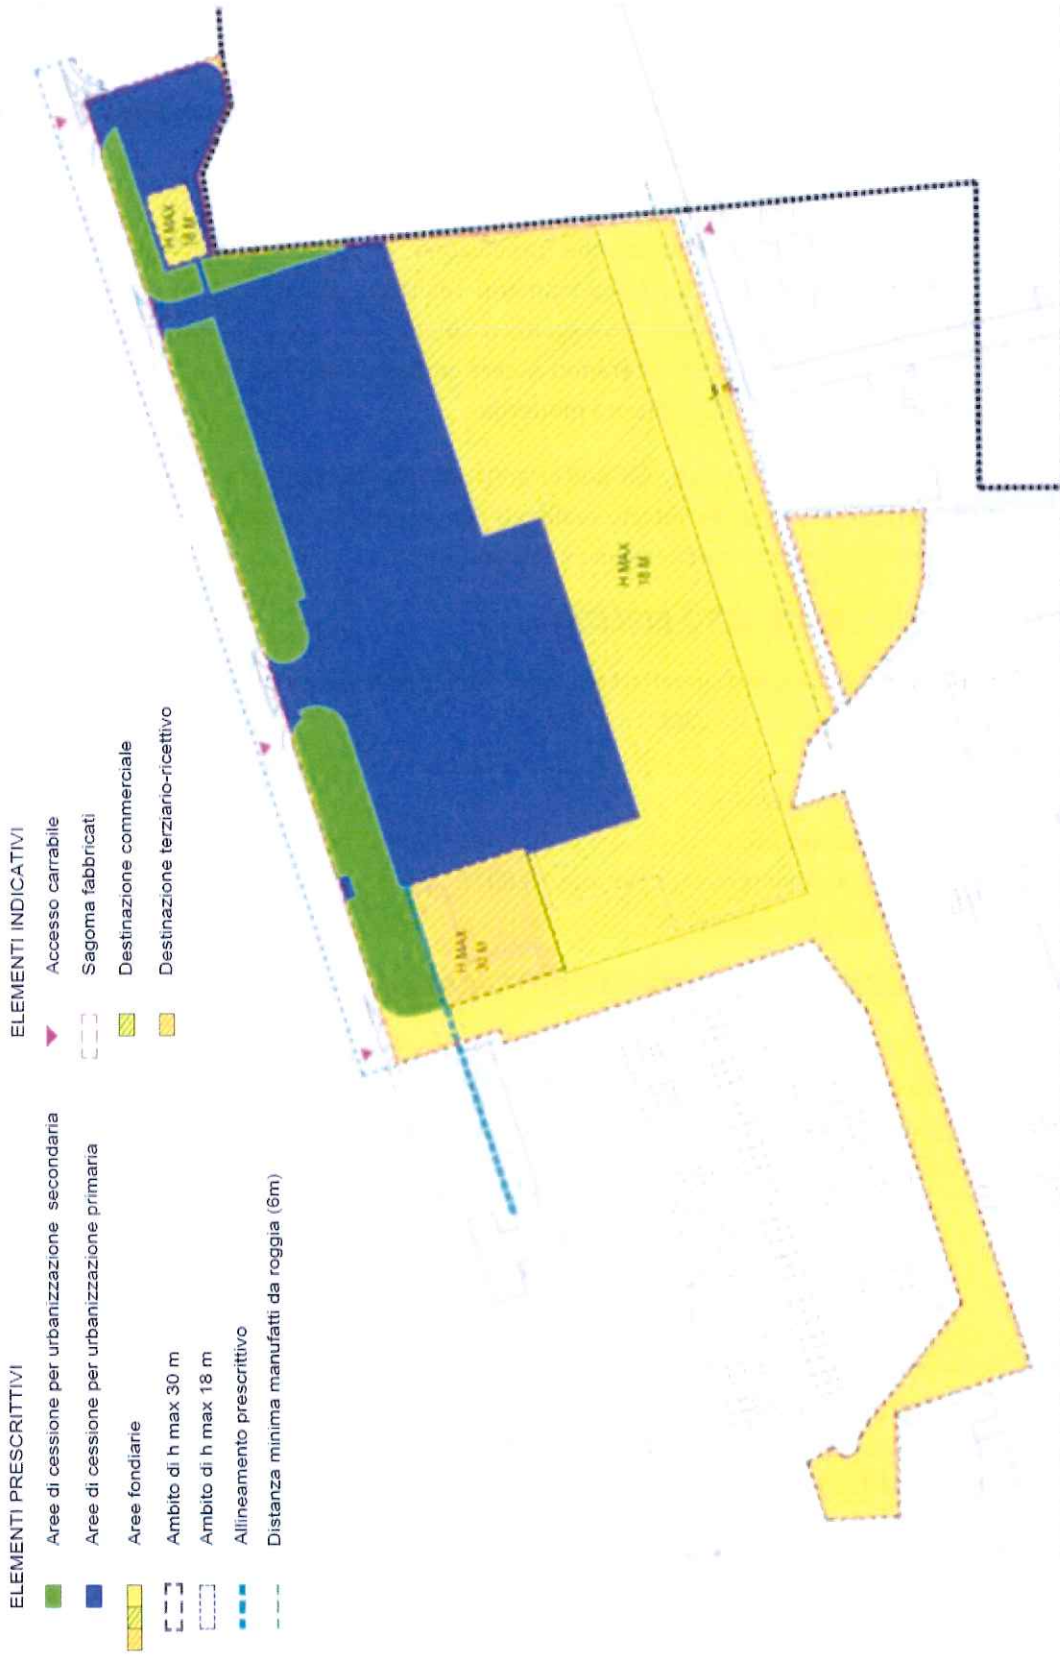 ELEMENTI PRESCRITTIVI
Aree di cessione per urbanizzazione secondaria
Aree di cessione per urbanizzazione primaria
Aree fondiarie
Ambito di h max 30 m
Ambito di h max 18 m
Allineamento prescrittivo
Distanza minima manufatti da roggia (6m)
ELEMENTI INDICATIVI
Accesso carrabile
Sagoma fabbricati
Destinazione commerciale
Destinazione terziario-ricettivo
H MAX
30 M
H MAX
18 M
H MAX
18 M